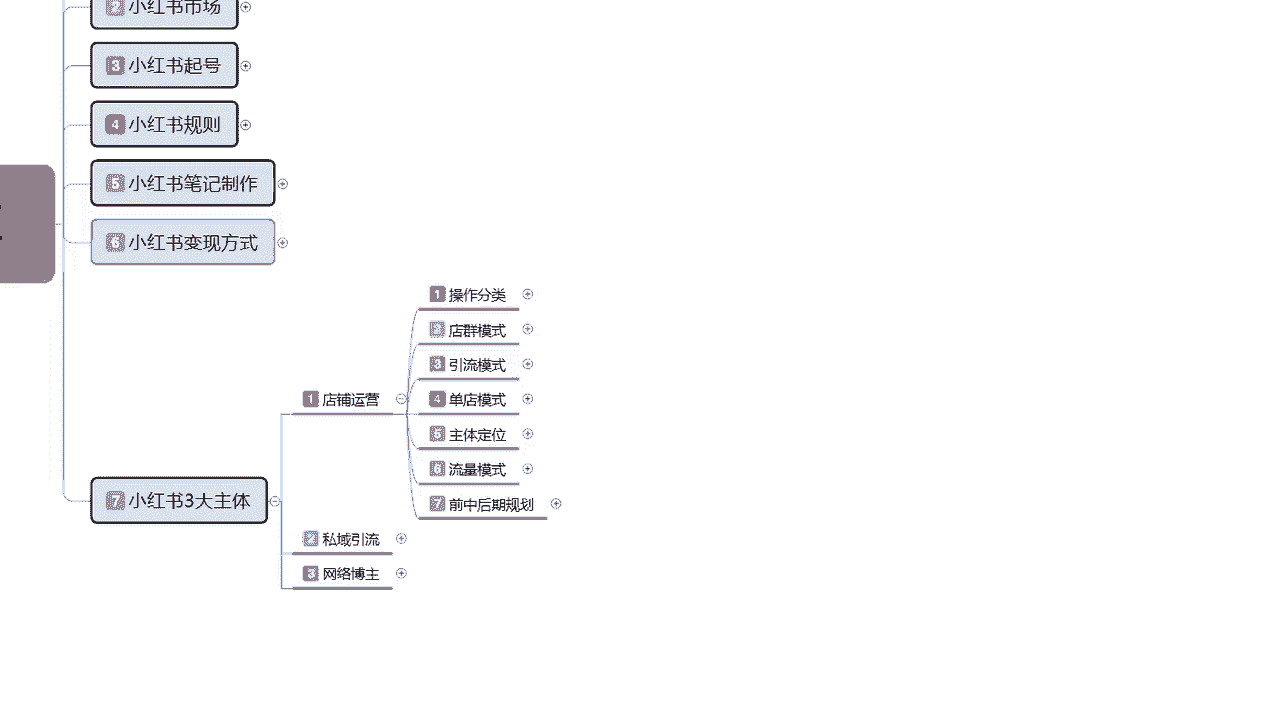 2 小红书市场
3 小红书起号
4 小红书规则
5 小红书笔记制作
6 小红书变现方式
7 小红书3大主体
1 店铺运营
1 操作分类
2 店群模式
3 引流模式
4 单店模式
5 主体定位
6 流量模式
7 前中后期规划
2 私域引流
3 网络博主